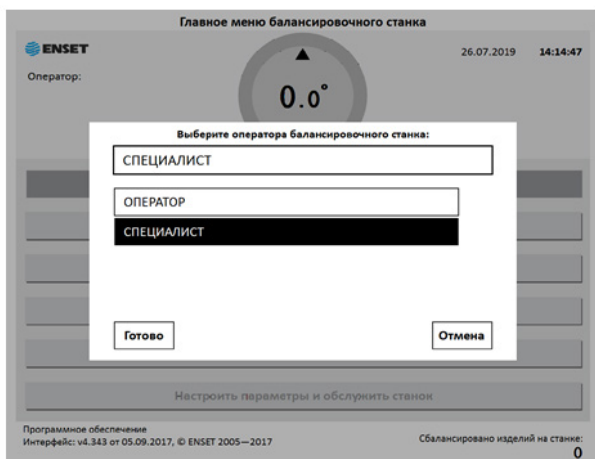 Главное меню балансировочного станка
ENSET
26.07.2019 14:14:47
Оператор:
0.0°
Выберите оператора балансировочного станка:
СПЕЦИАЛИСТ
ОПЕРАТОР
СПЕЦИАЛИСТ
Готово Отмена
Настроить параметры и обслужить станок
Программное обеспечение
Интерфейс: v4.343 от 05.09.2017, © ENSET 2005—2017
Сбалансировано изделий на станке:
0